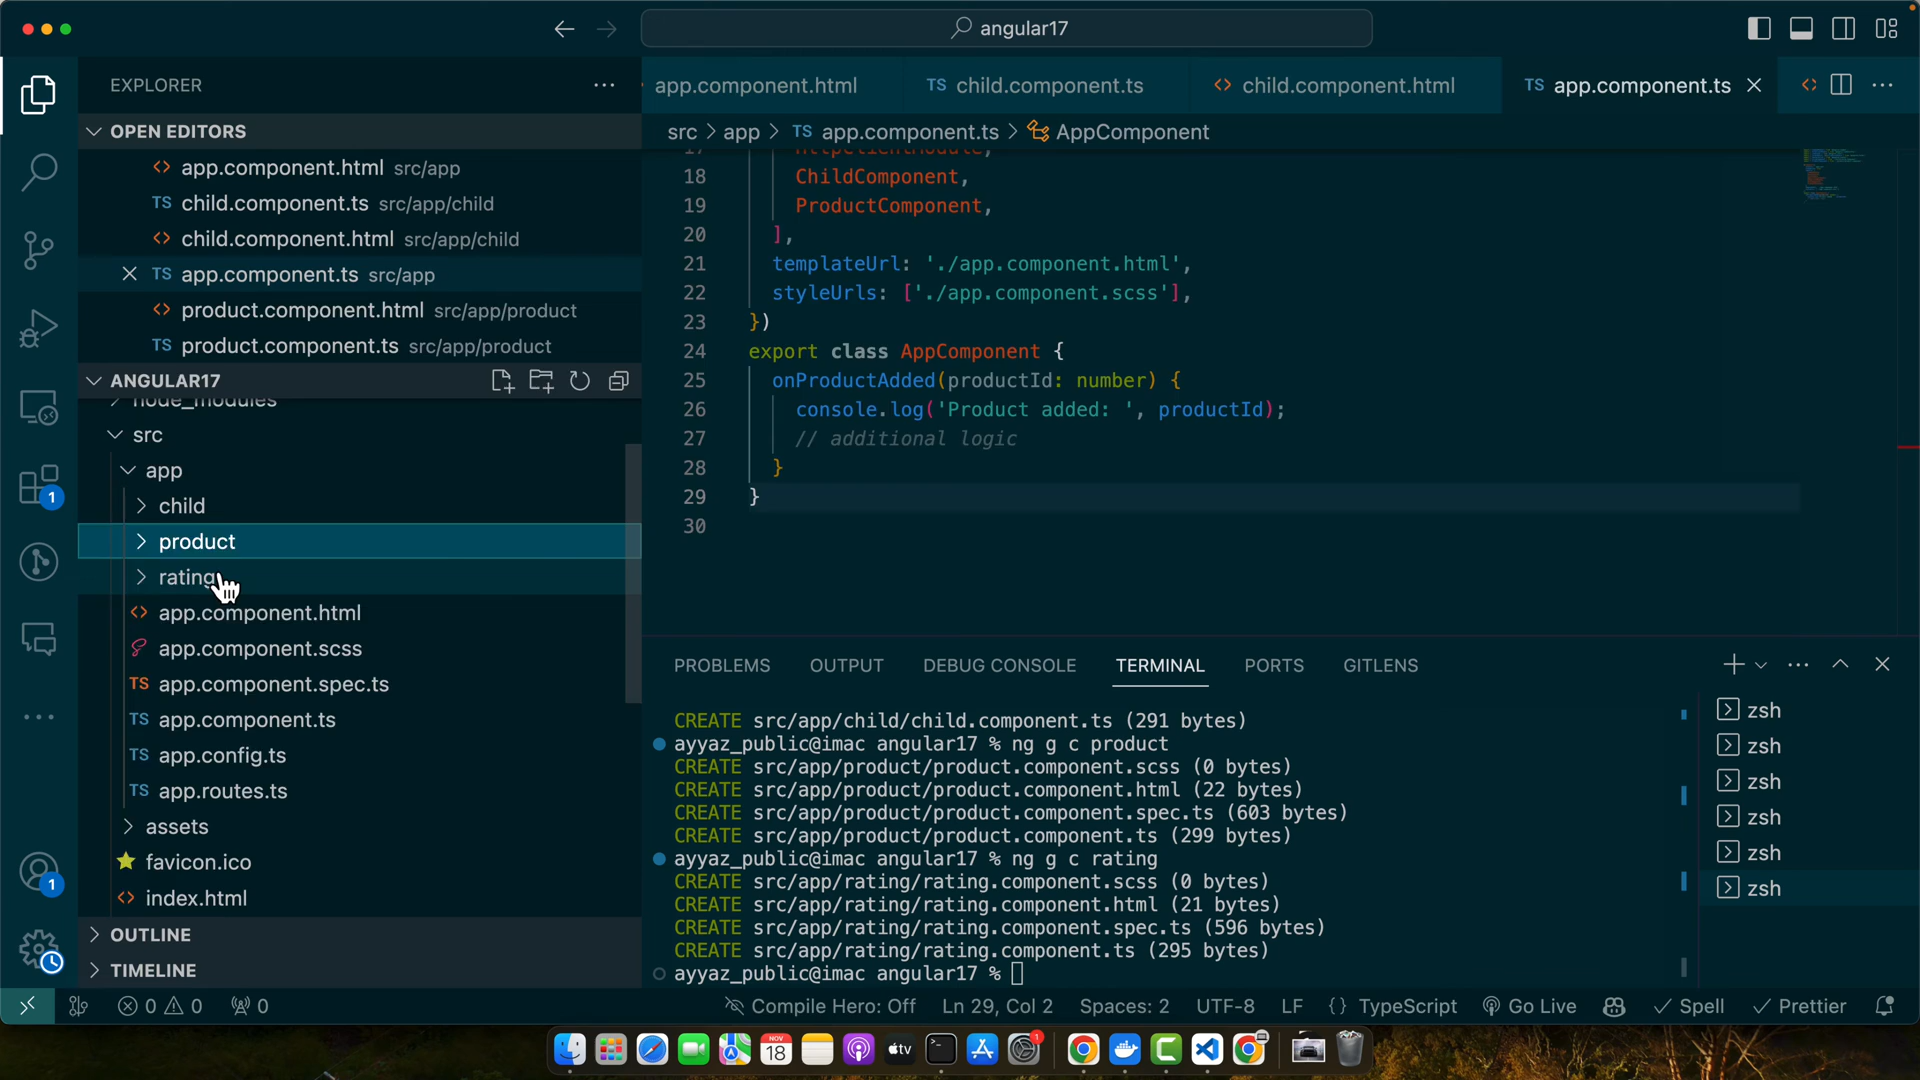 angular17
EXPLORER
OPEN EDITORS
app.component.html src/app
TS child.component.ts src/app/child
child.component.html src/app/child
TS app.component.ts src/app
product.component.html src/app/product
TS product.component.ts src/app/product
ANGULAR17
node_modules
src
app
child
product
rating
app.component.html
app.component.scss
TS app.component.spec.ts
TS app.component.ts
TS app.config.ts
TS app.routes.ts
assets
favicon.ico
index.html
OUTLINE
TIMELINE
1
1
app.component.html
TS child.component.ts
child.component.html
TS app.component.ts
src > app > TS app.component.ts > AppComponent
17 HttpClientModule,
18 ChildComponent,
19 ProductComponent,
20 ],
21 templateUrl: './app.component.html',
22 styleUrls: ['./app.component.scss'],
23 })
24 export class AppComponent {
25 onProductAdded(productId: number) {
26 console.log('Product added: ', productId);
27 // additional logic
28 }
29 }
30
PROBLEMS OUTPUT DEBUG CONSOLE TERMINAL PORTS GITLENS
CREATE src/app/child/child.component.ts (291 bytes)
ayyaz_public@imac angular17 % ng g c product
CREATE src/app/product/product.component.scss (0 bytes)
CREATE src/app/product/product.component.html (22 bytes)
CREATE src/app/product/product.component.spec.ts (603 bytes)
CREATE src/app/product/product.component.ts (299 bytes)
ayyaz_public@imac angular17 % ng g c rating
CREATE src/app/rating/rating.component.scss (0 bytes)
CREATE src/app/rating/rating.component.html (21 bytes)
CREATE src/app/rating/rating.component.spec.ts (596 bytes)
CREATE src/app/rating/rating.component.ts (295 bytes)
ayyaz_public@imac angular17 %
zsh
zsh
zsh
zsh
zsh
zsh
0 0 0 Compile Hero: Off Ln 29, Col 2 Spaces: 2 UTF-8 LF {} TypeScript Go Live Spell Prettier
NOV
18
tv
1